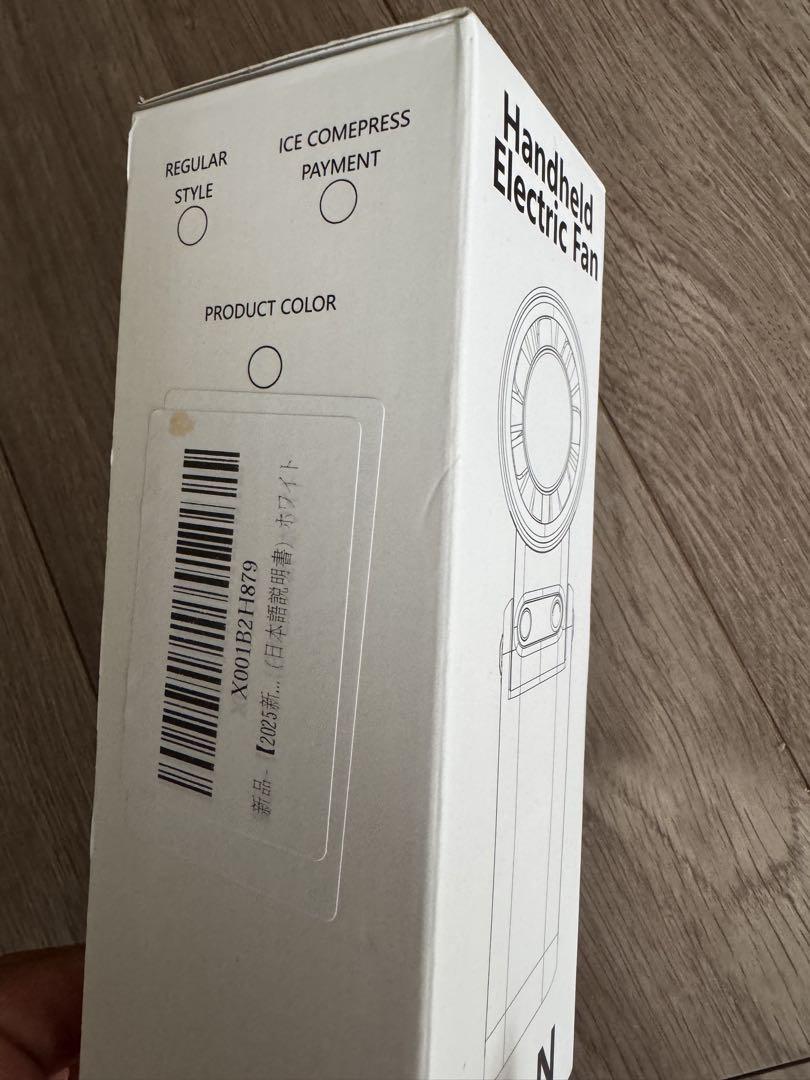 REGULAR
STYLE
ICE COMEPRESS
PAYMENT
PRODUCT COLOR
X001B2H879
新品- 【2025新...（日本語説明書）ホワイト
Handheld
Electric Fan
N